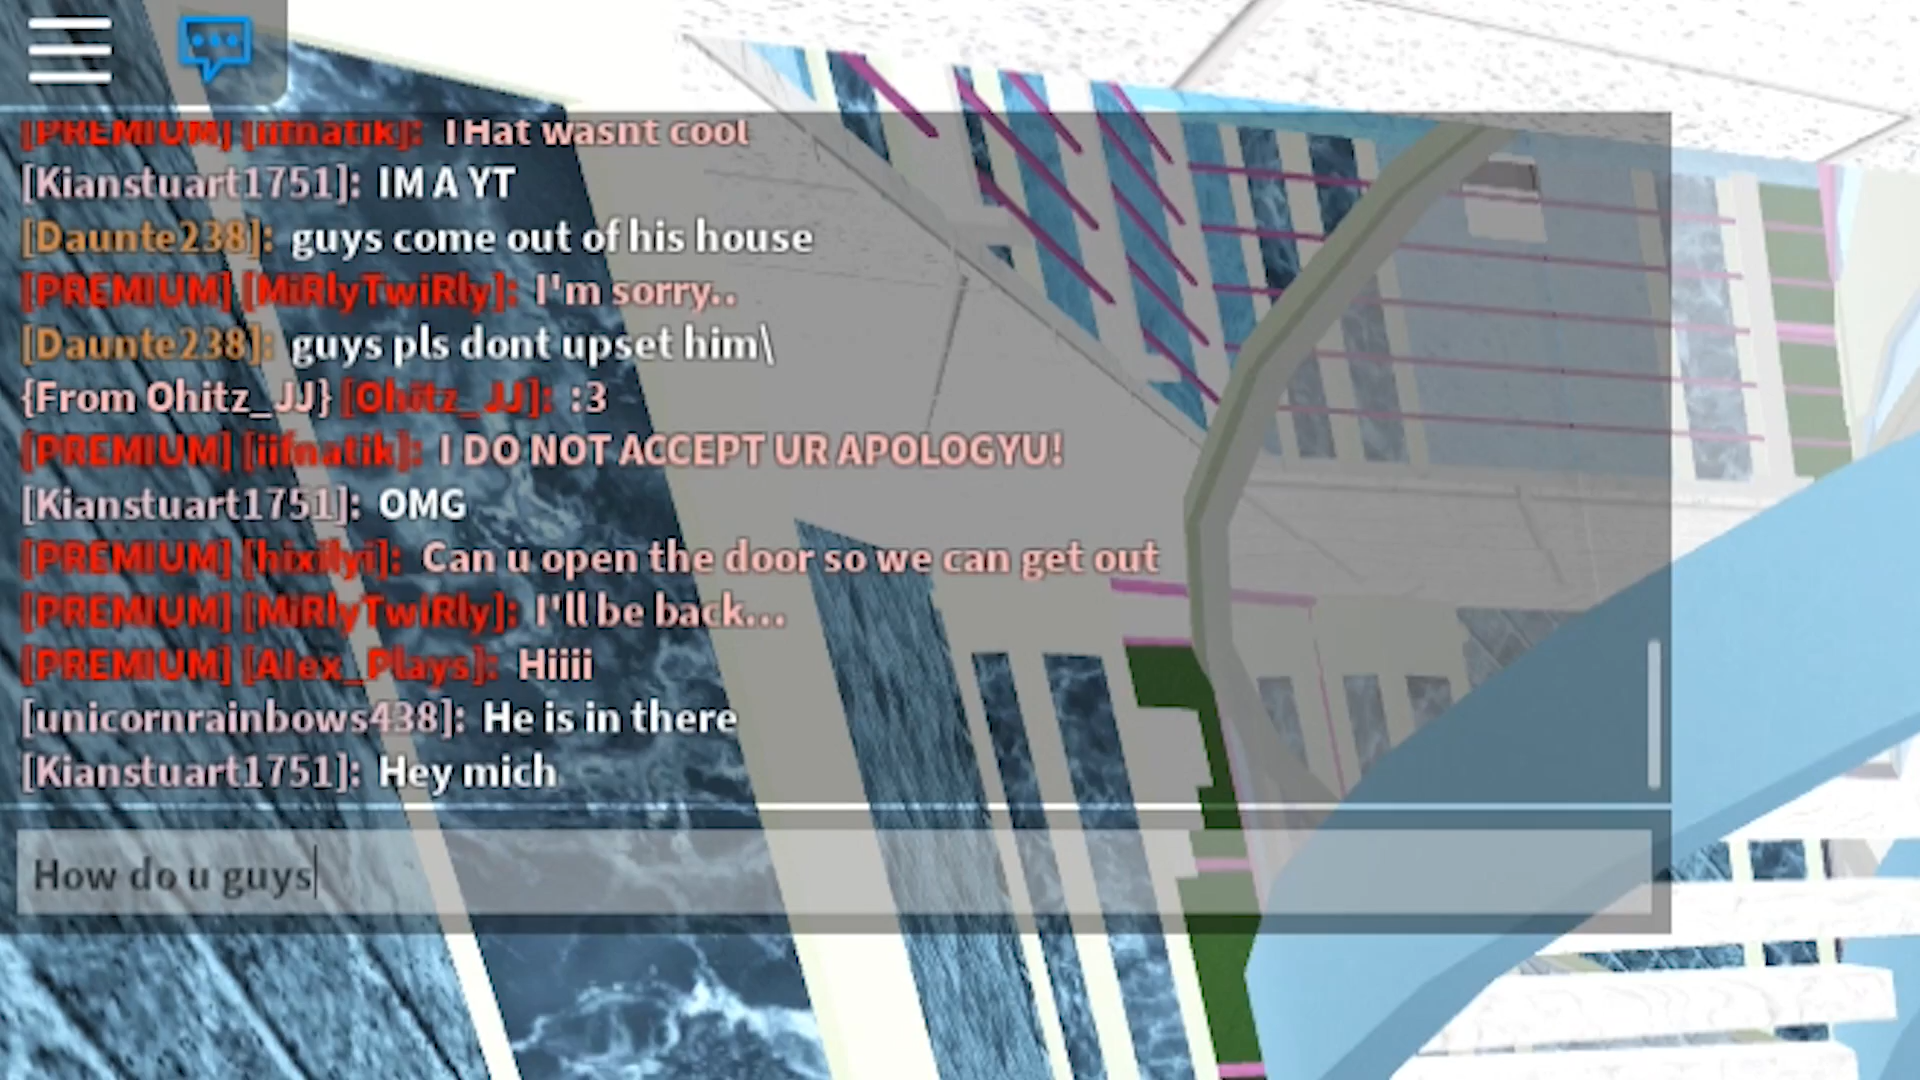 [PREMIUM] [iifnatik]: THat wasnt cool
[Kianstuart1751]: IM A YT
[Daunte238]: guys come out of his house
[PREMIUM] [MiRlyTwiRly]: I'm sorry..
[Daunte238]: guys pls dont upset him\
{From Ohitz_JJ} [Ohitz_JJ]: :3
[PREMIUM] [iifnatik]: I DO NOT ACCEPT UR APOLOGYU!
[Kianstuart1751]: OMG
[PREMIUM] [hixilyi]: Can u open the door so we can get out
[PREMIUM] [MiRlyTwiRly]: I'll be back...
[PREMIUM] [Alex_Plays]: Hiiii
[unicornrainbows438]: He is in there
[Kianstuart1751]: Hey mich
How do u guys